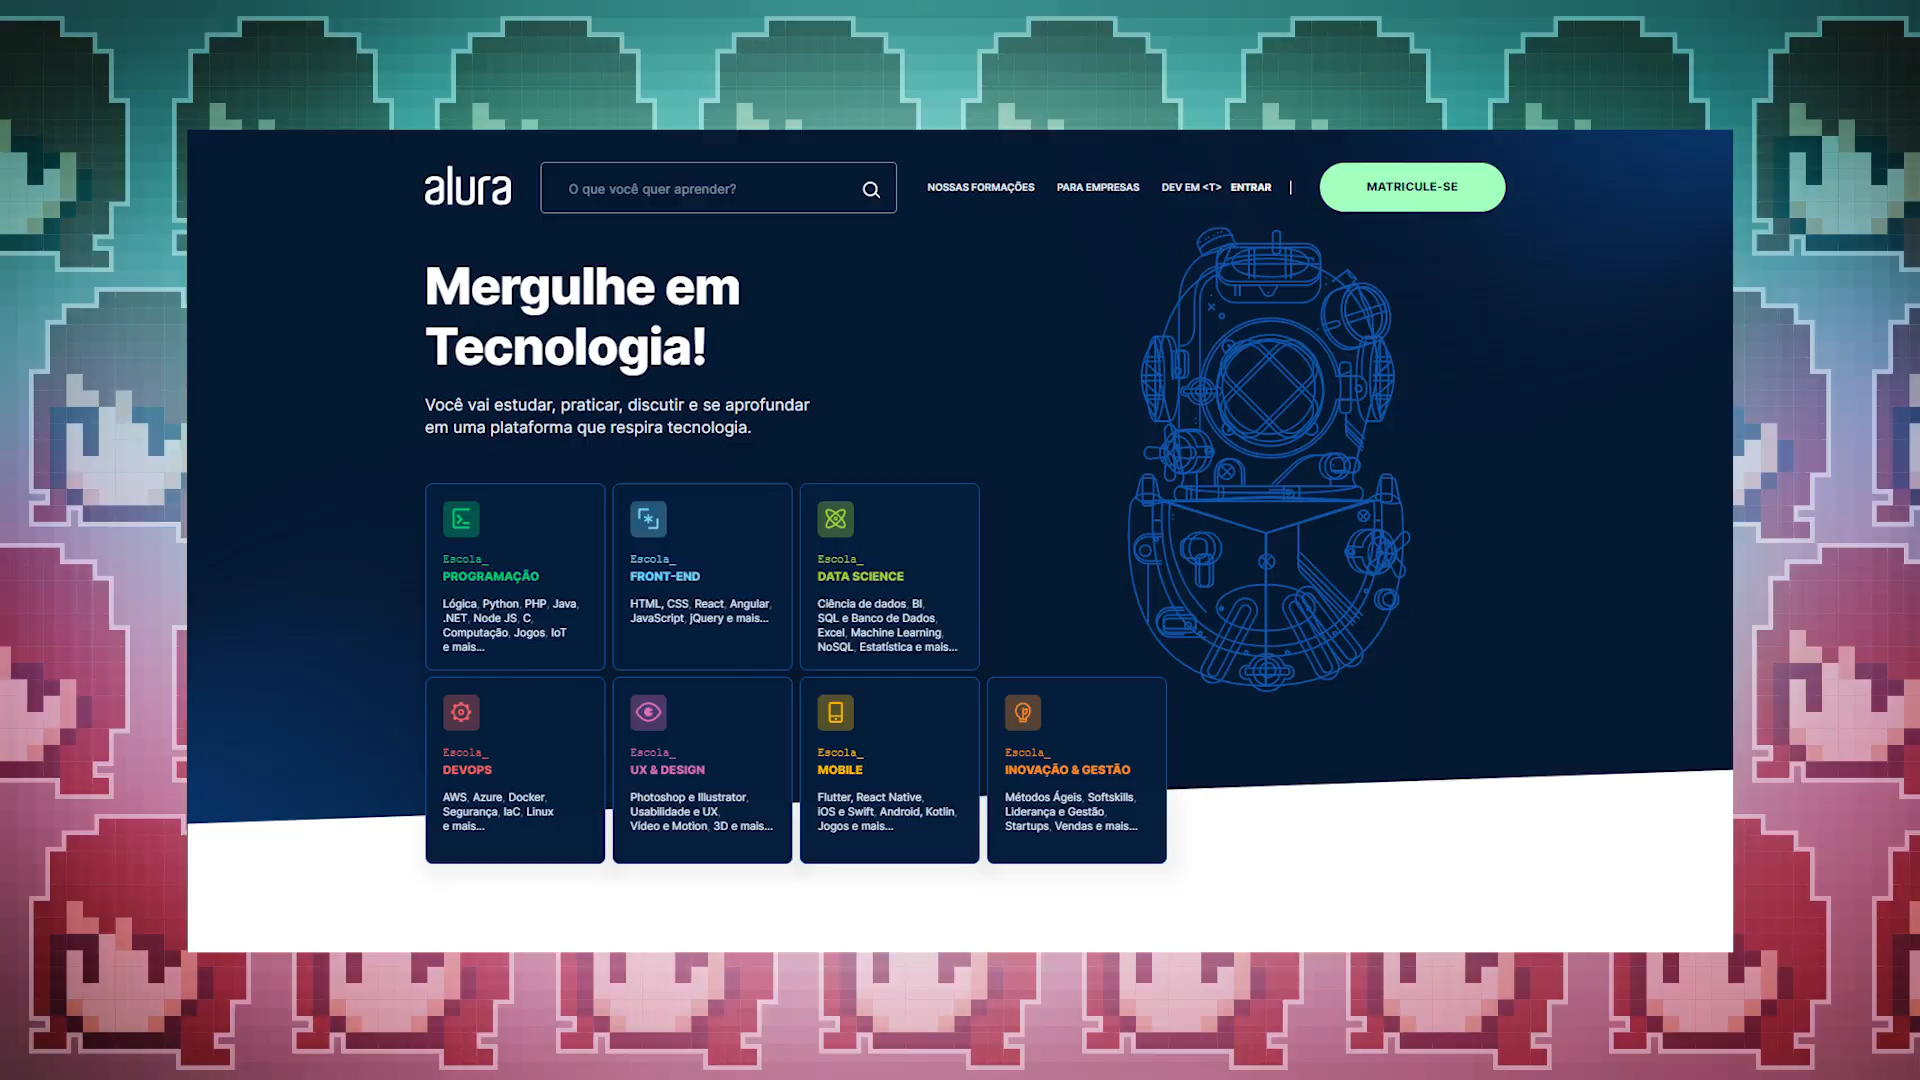 alura
O que você quer aprender?
NOSSAS FORMAÇÕES
PARA EMPRESAS
DEV EM <T>
ENTRAR
|
MATRICULE-SE
Mergulhe em
Tecnologia!
Você vai estudar, praticar, discutir e se aprofundar
em uma plataforma que respira tecnologia.
Escola_
PROGRAMAÇÃO
Lógica, Python, PHP, Java,
.NET, Node JS, C,
Computação, Jogos, IoT
e mais...
Escola_
FRONT-END
HTML, CSS, React, Angular,
JavaScript, jQuery e mais...
Escola_
DATA SCIENCE
Ciência de dados, BI,
SQL e Banco de Dados,
Excel, Machine Learning,
NoSQL, Estatística e mais...
Escola_
DEVOPS
AWS, Azure, Docker,
Segurança, IaC, Linux
e mais...
Escola_
UX & DESIGN
Photoshop e Illustrator,
Usabilidade e UX,
Vídeo e Motion, 3D e mais...
Escola_
MOBILE
Flutter, React Native,
iOS e Swift, Android, Kotlin,
Jogos e mais...
Escola_
INOVAÇÃO & GESTÃO
Métodos Ágeis, Softskills,
Liderança e Gestão,
Startups, Vendas e mais...